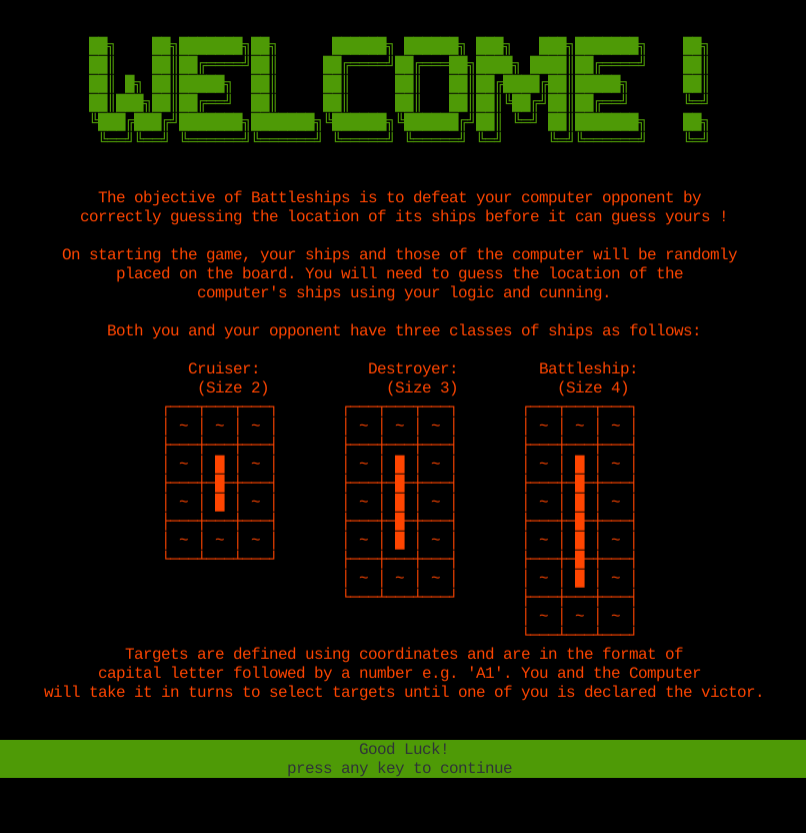 WELCOME !
The objective of Battleships is to defeat your computer opponent by
correctly guessing the location of its ships before it can guess yours !
On starting the game, your ships and those of the computer will be randomly
placed on the board. You will need to guess the location of the
computer's ships using your logic and cunning.
Both you and your opponent have three classes of ships as follows:
Cruiser: Destroyer: Battleship:
(Size 2) (Size 3) (Size 4)
~ ~ ~ ~ ~ ~ ~ ~ ~
~ ~ ~ ~ ~ ~
~ ~ ~ ~ ~ ~
~ ~ ~ ~ ~ ~ ~
~ ~ ~ ~ ~
~ ~ ~
Targets are defined using coordinates and are in the format of
capital letter followed by a number e.g. 'A1'. You and the Computer
will take it in turns to select targets until one of you is declared the victor.
Good Luck!
press any key to continue